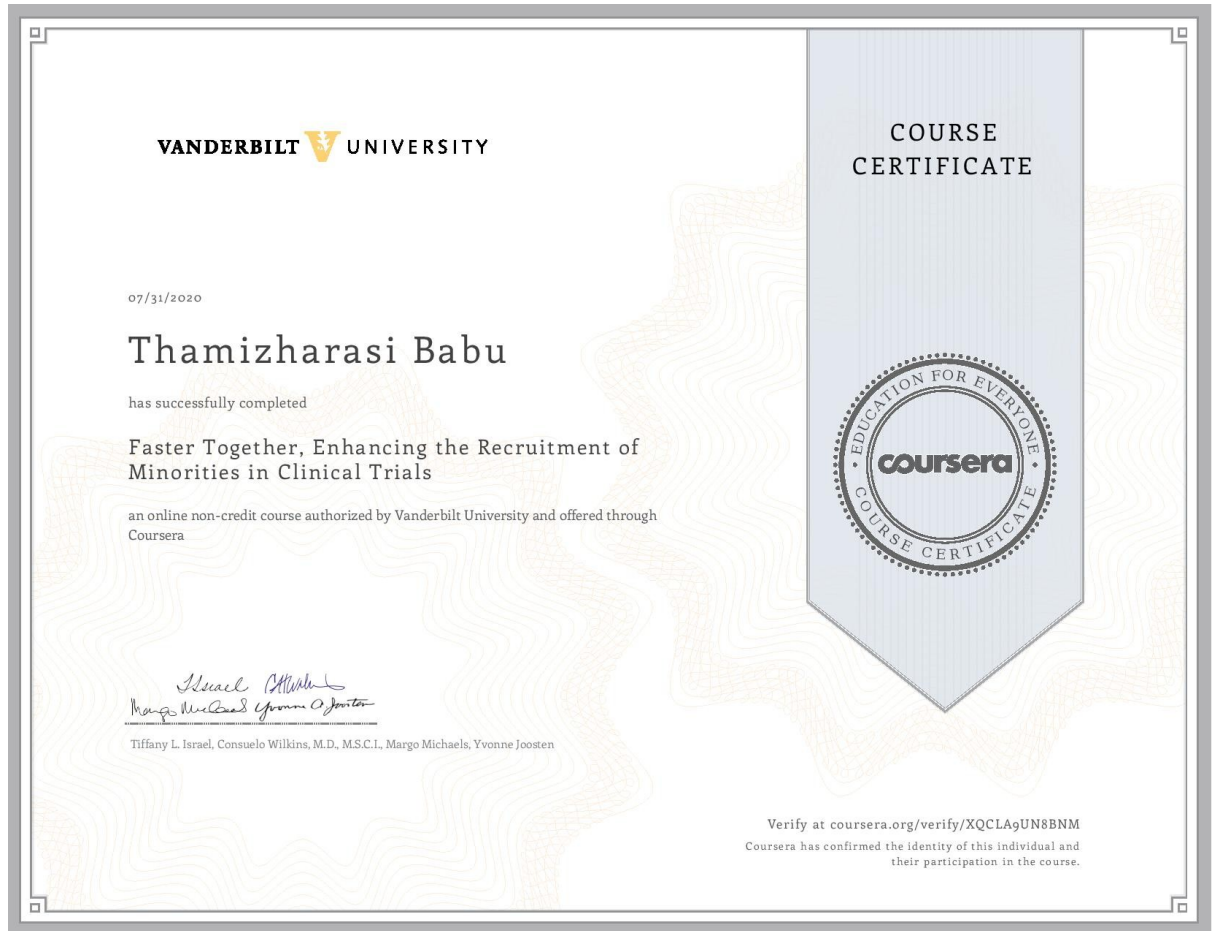 VANDERBILT UNIVERSITY
COURSE
CERTIFICATE
07/31/2020
Thamizharasi Babu
has successfully completed
Faster Together, Enhancing the Recruitment of
Minorities in Clinical Trials
an online non-credit course authorized by Vanderbilt University and offered through
Coursera
EDUCATION FOR EVERYONE
coursera
COURSE CERTIFICATE
Tiffany L. Israel, Consuelo Wilkins, M.D., M.S.C.I., Margo Michaels, Yvonne Joosten
Verify at coursera.org/verify/XQCLA9UN8BNM
Coursera has confirmed the identity of this individual and
their participation in the course.